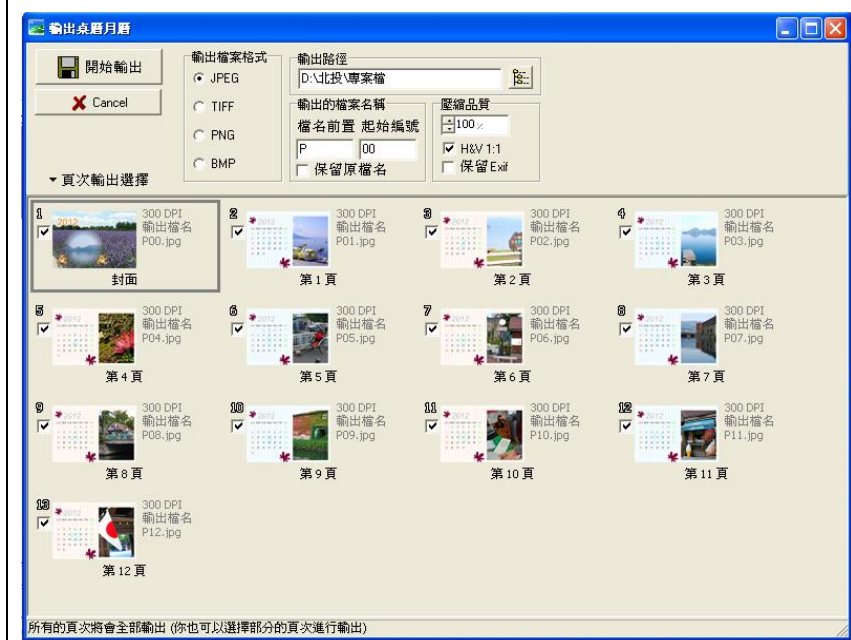 輸出桌曆月曆
開始輸出
Cancel
頁次輸出選擇
輸出檔案格式
JPEG
TIFF
PNG
BMP
輸出路徑
D:\北投\專案檔
輸出的檔案名稱
檔名前置 起始編號
P 00
保留原檔名
壓縮品質
100%
H&V 1:1
保留Exif
1
2012
300 DPI
輸出檔名
P00.jpg
封面
2
2012
300 DPI
輸出檔名
P01.jpg
第 1 頁
3
2012
300 DPI
輸出檔名
P02.jpg
第 2 頁
4
2012
300 DPI
輸出檔名
P03.jpg
第 3 頁
5
2012
300 DPI
輸出檔名
P04.jpg
第 4 頁
6
2012
300 DPI
輸出檔名
P05.jpg
第 5 頁
7
2012
300 DPI
輸出檔名
P06.jpg
第 6 頁
8
2012
300 DPI
輸出檔名
P07.jpg
第 7 頁
9
2012
300 DPI
輸出檔名
P08.jpg
第 8 頁
10
2012
300 DPI
輸出檔名
P09.jpg
第 9 頁
11
2012
300 DPI
輸出檔名
P10.jpg
第 10 頁
12
2012
300 DPI
輸出檔名
P11.jpg
第 11 頁
13
2012
300 DPI
輸出檔名
P12.jpg
第 12 頁
所有的頁次將會全部輸出 (你也可以選擇部分的頁次進行輸出)